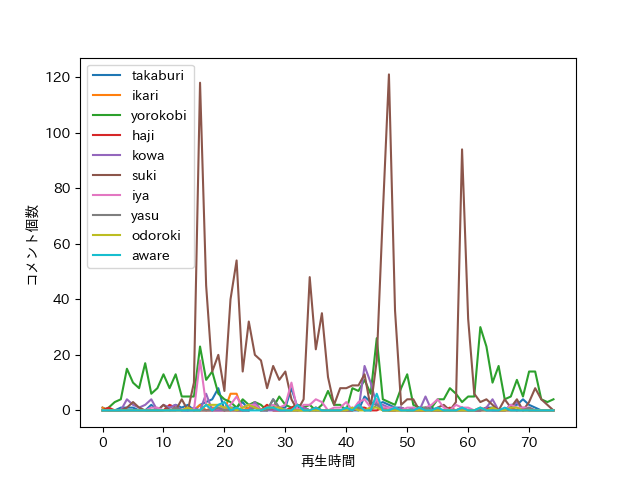 120
100
80
60
40
20
0
コメント個数
takaburi
ikari
yorokobi
haji
kowa
suki
iya
yasu
odoroki
aware
0 10 20 30 40 50 60 70
再生時間